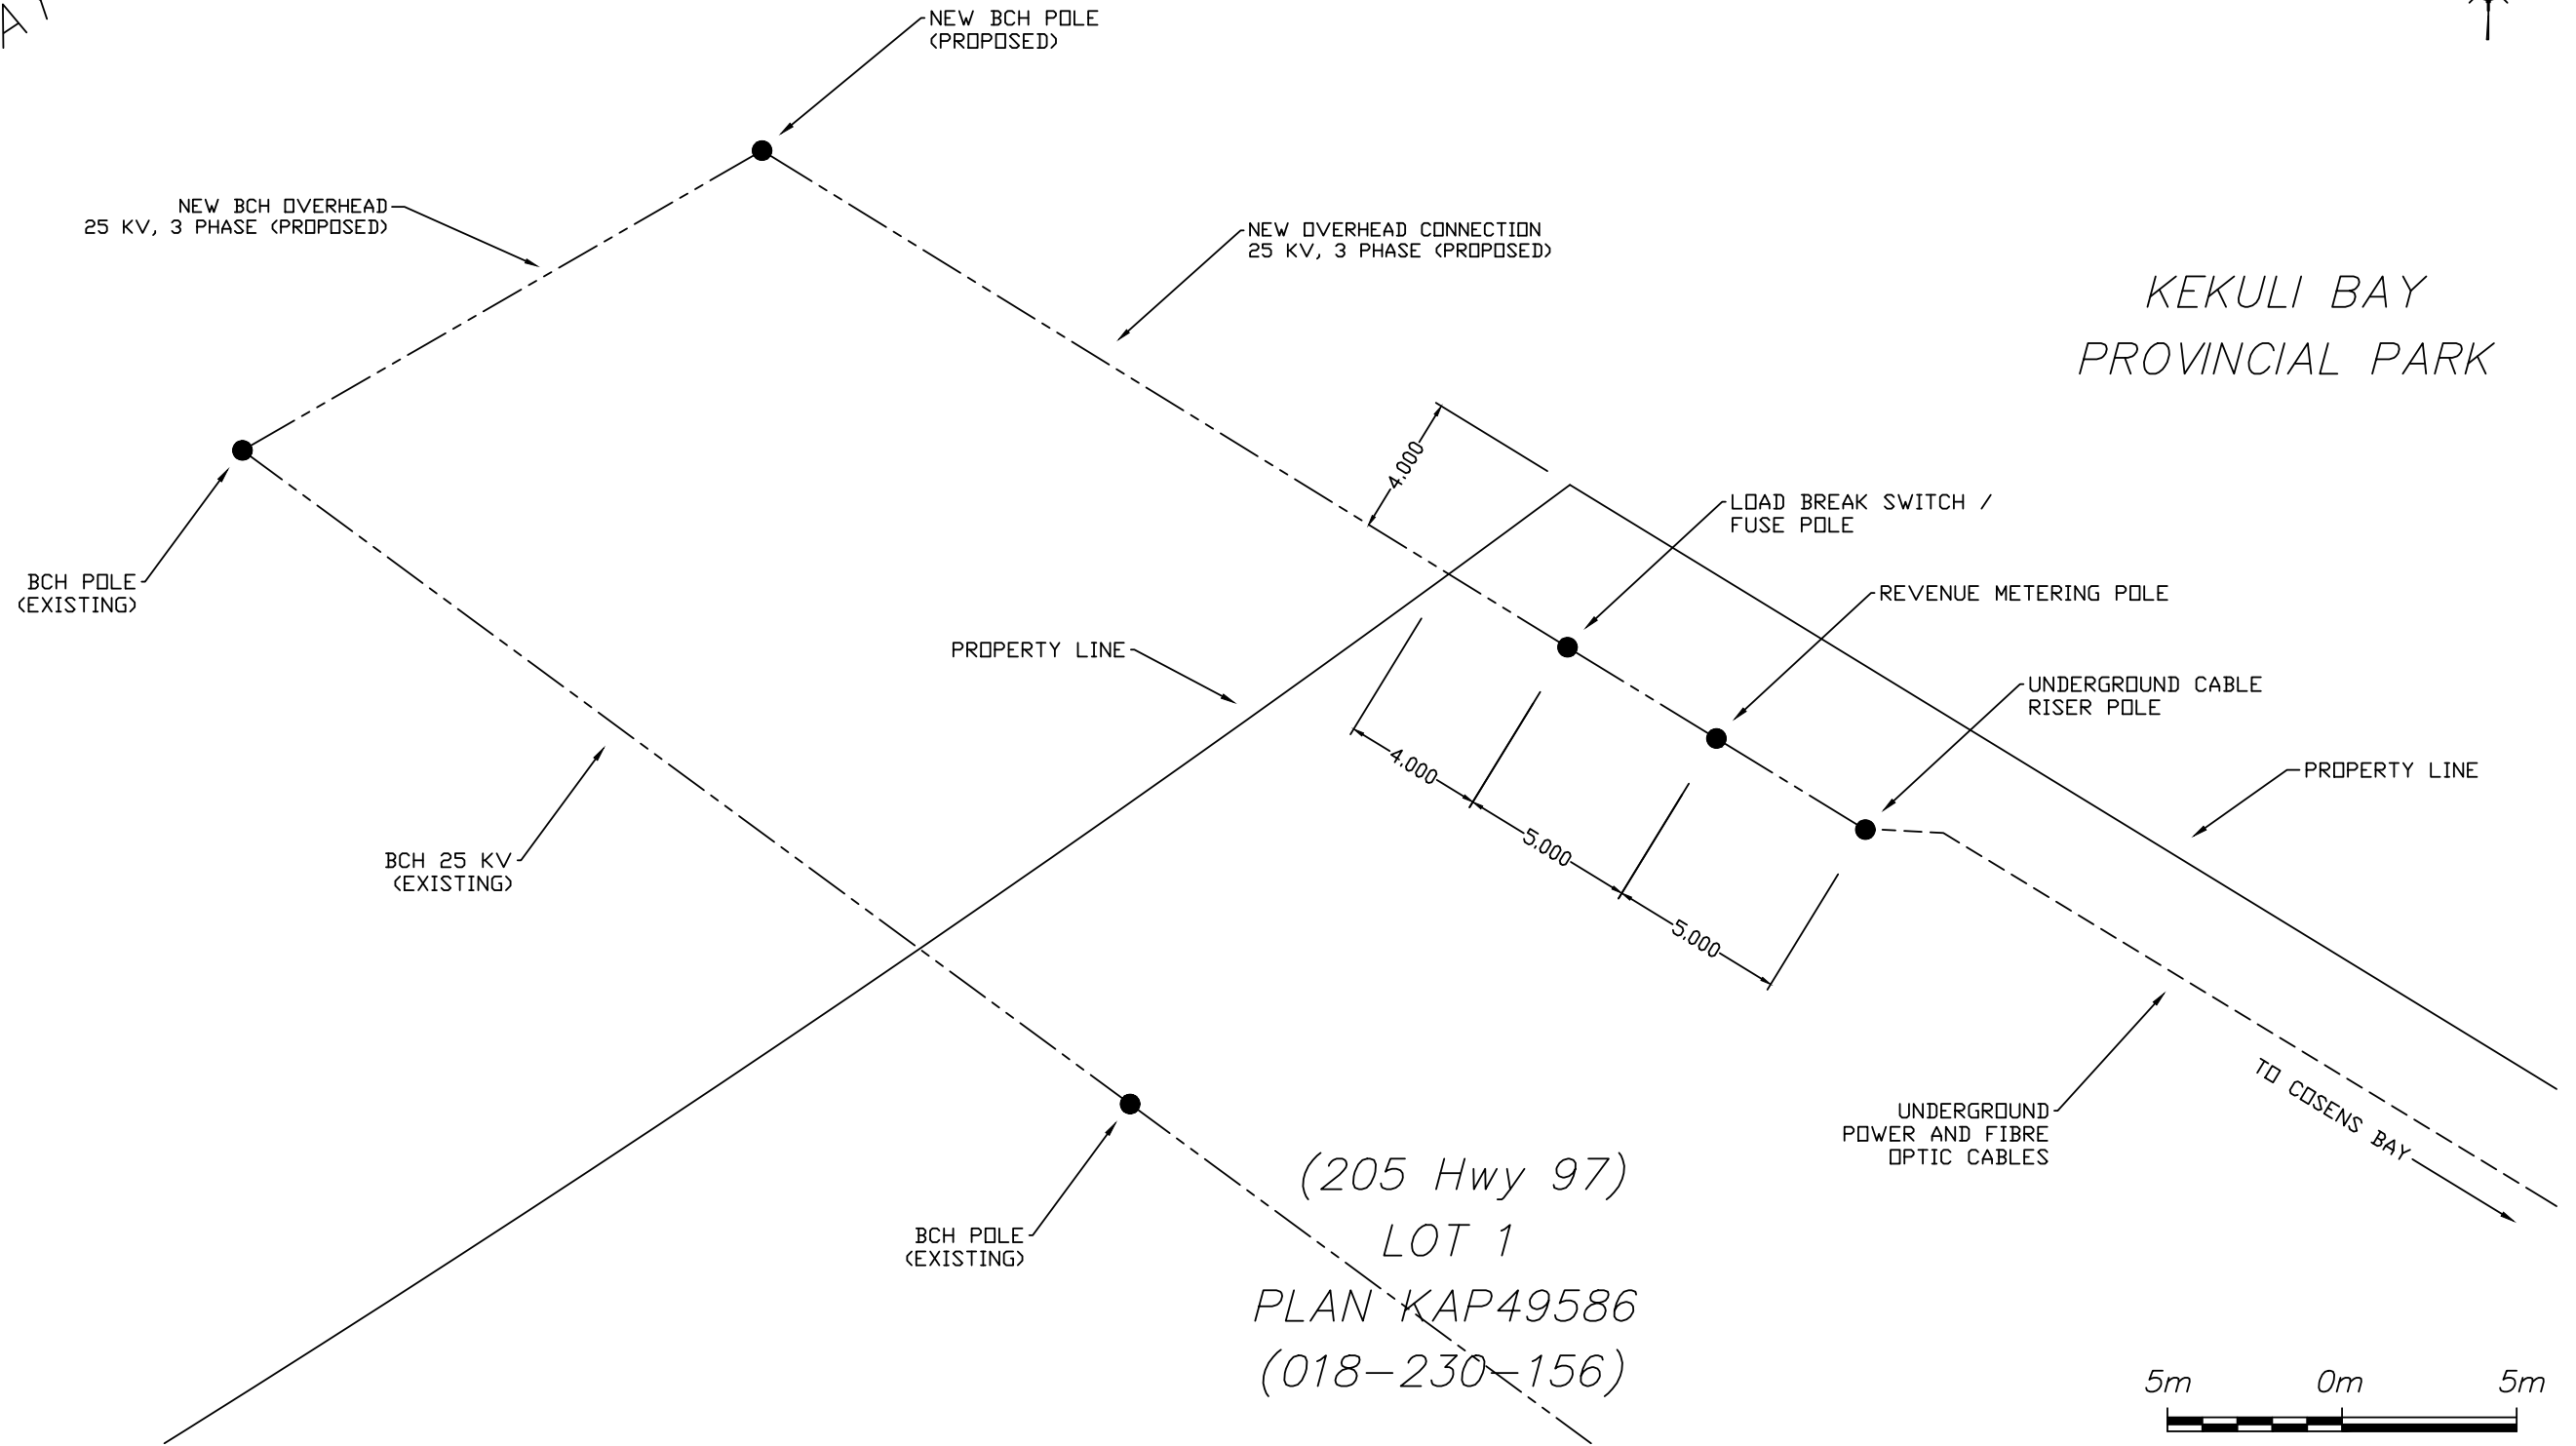 NEW BCH POLE
(PROPOSED)
NEW BCH OVERHEAD
25 KV, 3 PHASE (PROPOSED)
NEW OVERHEAD CONNECTION
25 KV, 3 PHASE (PROPOSED)
KEKULI BAY
PROVINCIAL PARK
4.000
LOAD BREAK SWITCH /
FUSE POLE
BCH POLE
(EXISTING)
REVENUE METERING POLE
PROPERTY LINE
UNDERGROUND CABLE
RISER POLE
4.000
PROPERTY LINE
5.000
BCH 25 KV
(EXISTING)
5.000
TO COSENS BAY
UNDERGROUND
POWER AND FIBRE
OPTIC CABLES
BCH POLE
(EXISTING)
(205 Hwy 97)
LOT 1
PLAN KAP49586
(018-230-156)
5m 0m 5m